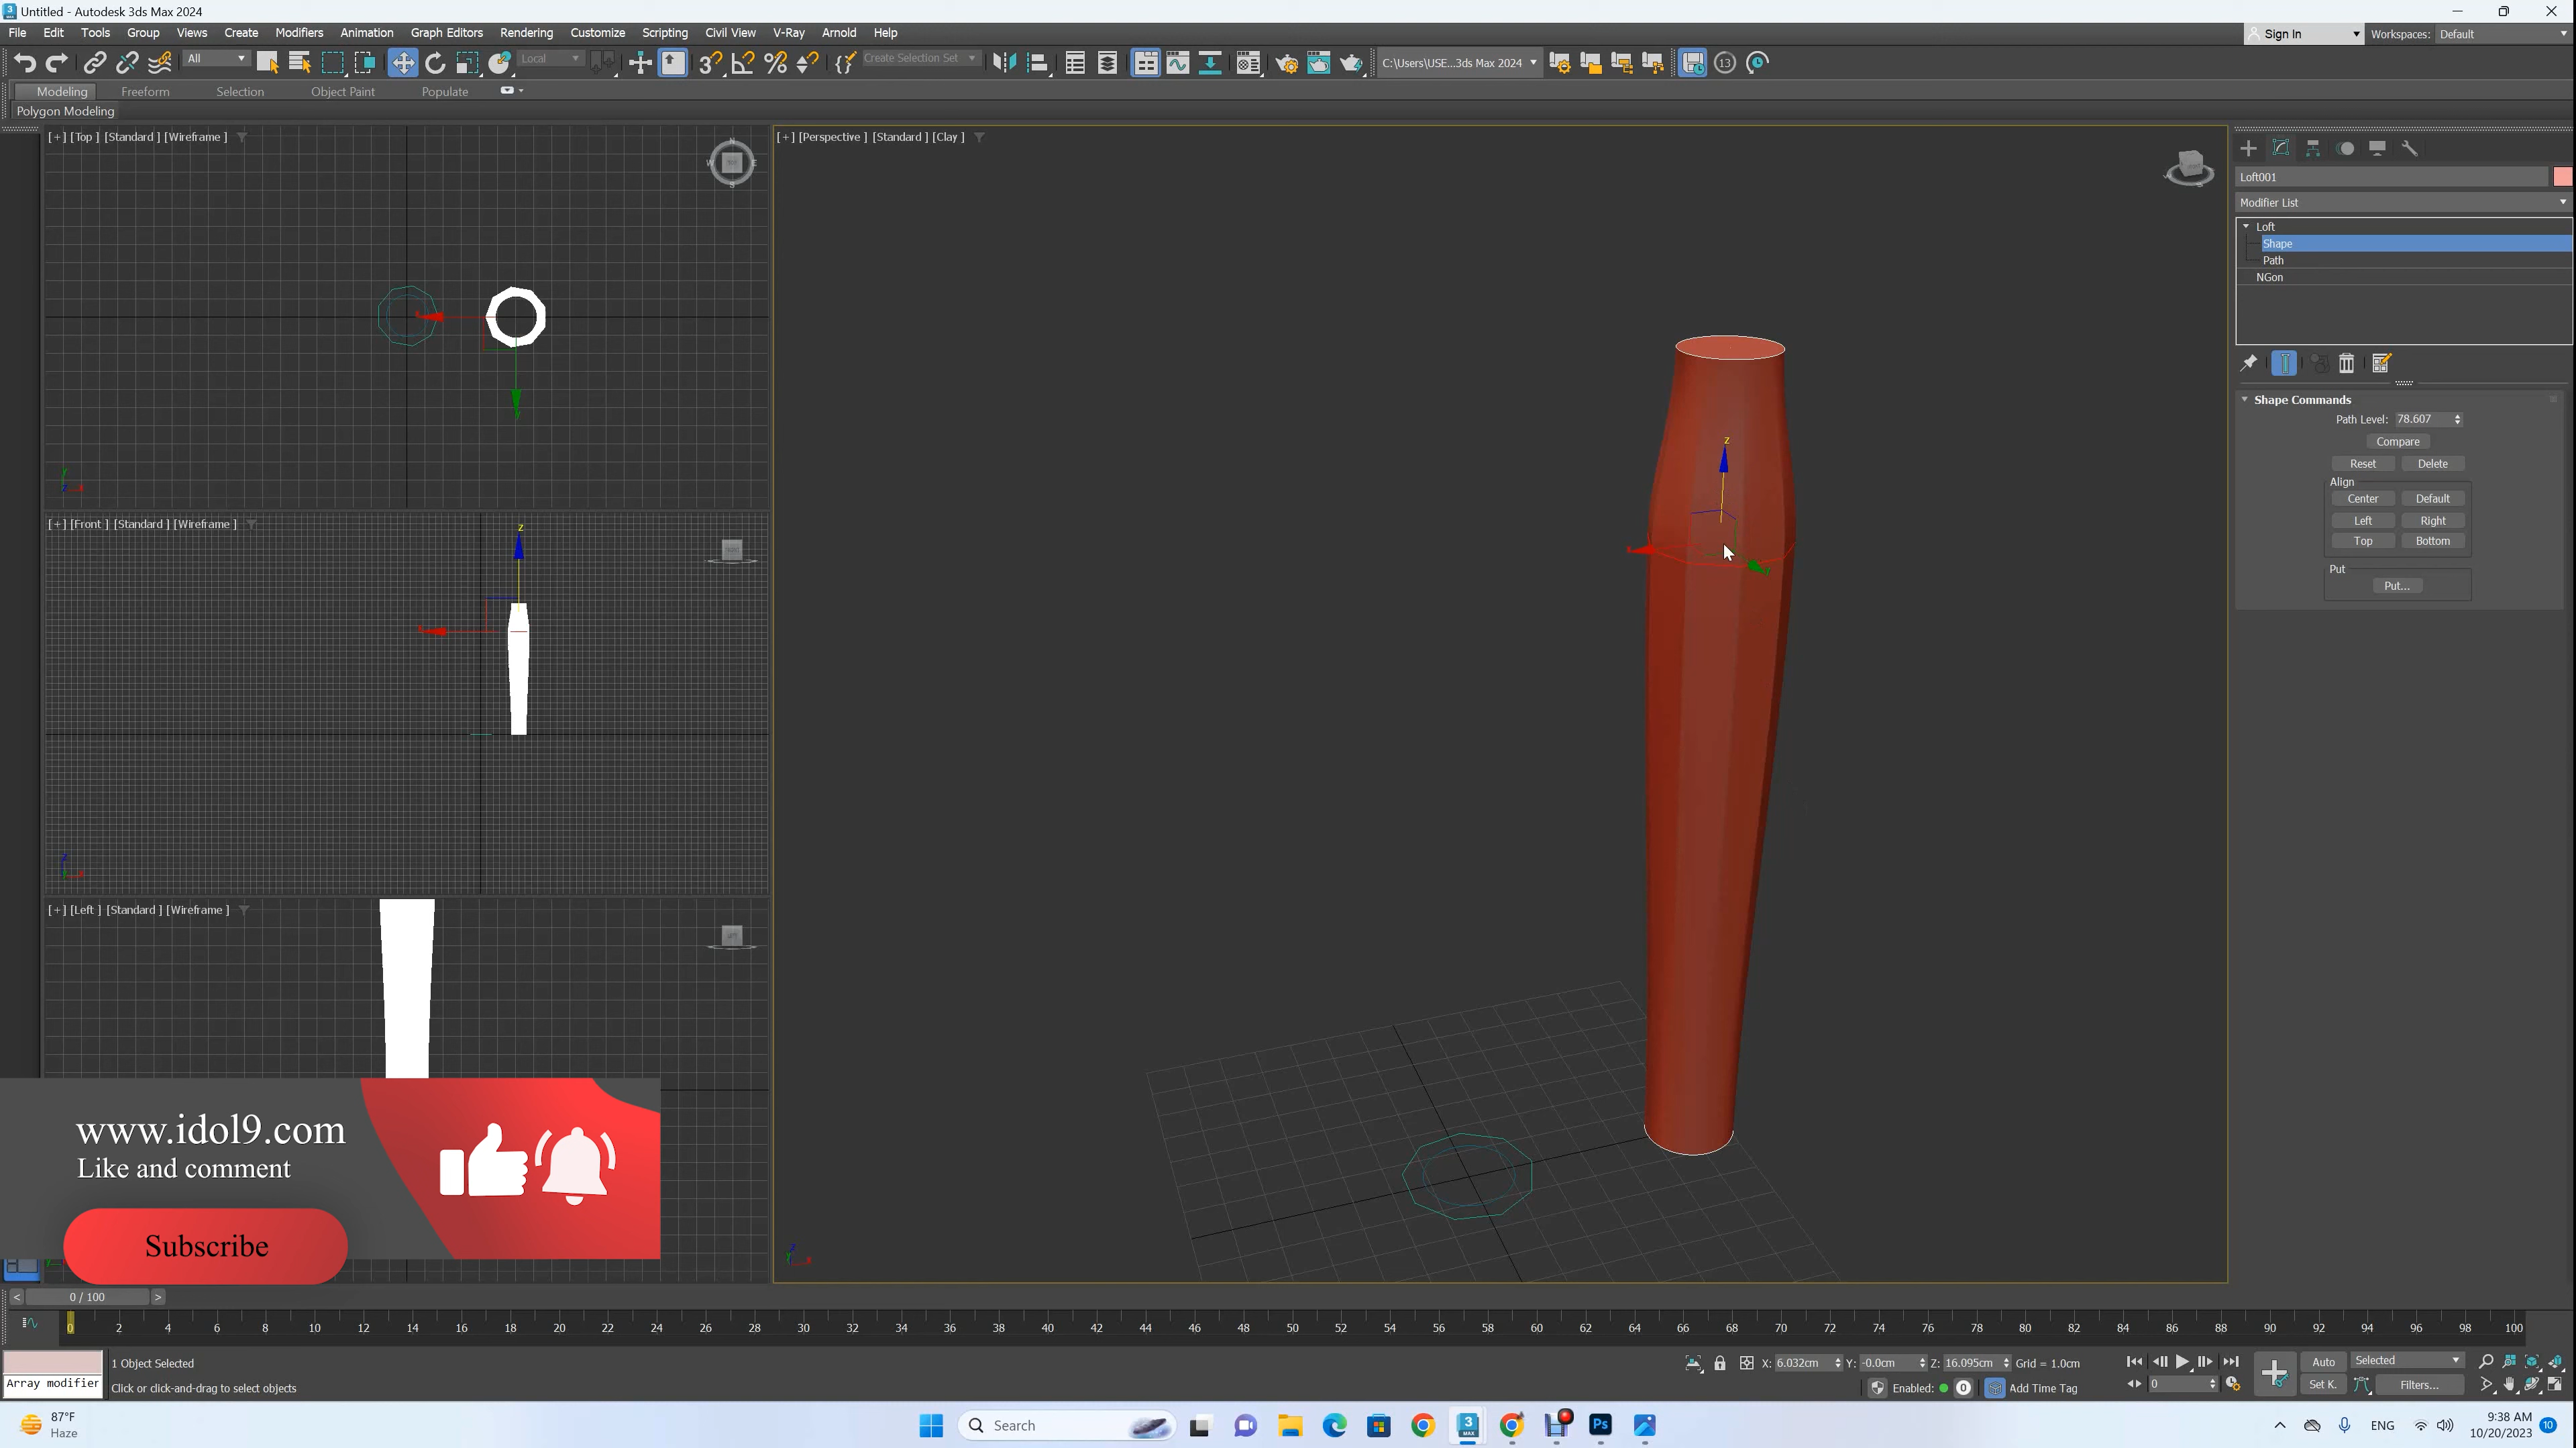 Untitled - Autodesk 3ds Max 2024
File Edit Tools Group Views Create Modifiers Animation Graph Editors Rendering Customize Scripting Civil View V-Ray Arnold Help
Sign In
Workspaces: Default
All
Local
Create Selection Set
C:\Users\USE...3ds Max 2024
13
Modeling Freeform Selection Object Paint Populate
Polygon Modeling
[+] [Top ] [Standard ] [Wireframe ]
[+] [Perspective ] [Standard ] [Clay ]
Loft001
Modifier List
Loft
Shape
Path
NGon
Shape Commands
Path Level: 78.607
Compare
Reset Delete
Align
Center Default
Left Right
Top Bottom
Put
Put...
[+] [Front ] [Standard ] [Wireframe ]
[+] [Left ] [Standard ] [Wireframe ]
www.idol9.com
Like and comment
Subscribe
< 0 / 100 >
0 2 4 6 8 10 12 14 16 18 20 22 24 26 28 30 32 34 36 38 40 42 44 46 48 50 52 54 56 58 60 62 64 66 68 70 72 74 76 78 80 82 84 86 88 90 92 94 96 98 100
1 Object Selected
Array modifier
Click or click-and-drag to select objects
X: 6.032cm Y: -0.0cm Z: 16.095cm Grid = 1.0cm
Enabled: 0 Add Time Tag
0
Auto Selected
Set K. Filters...
87°F
Haze
Search
ENG
9:38 AM
10/20/2023
10